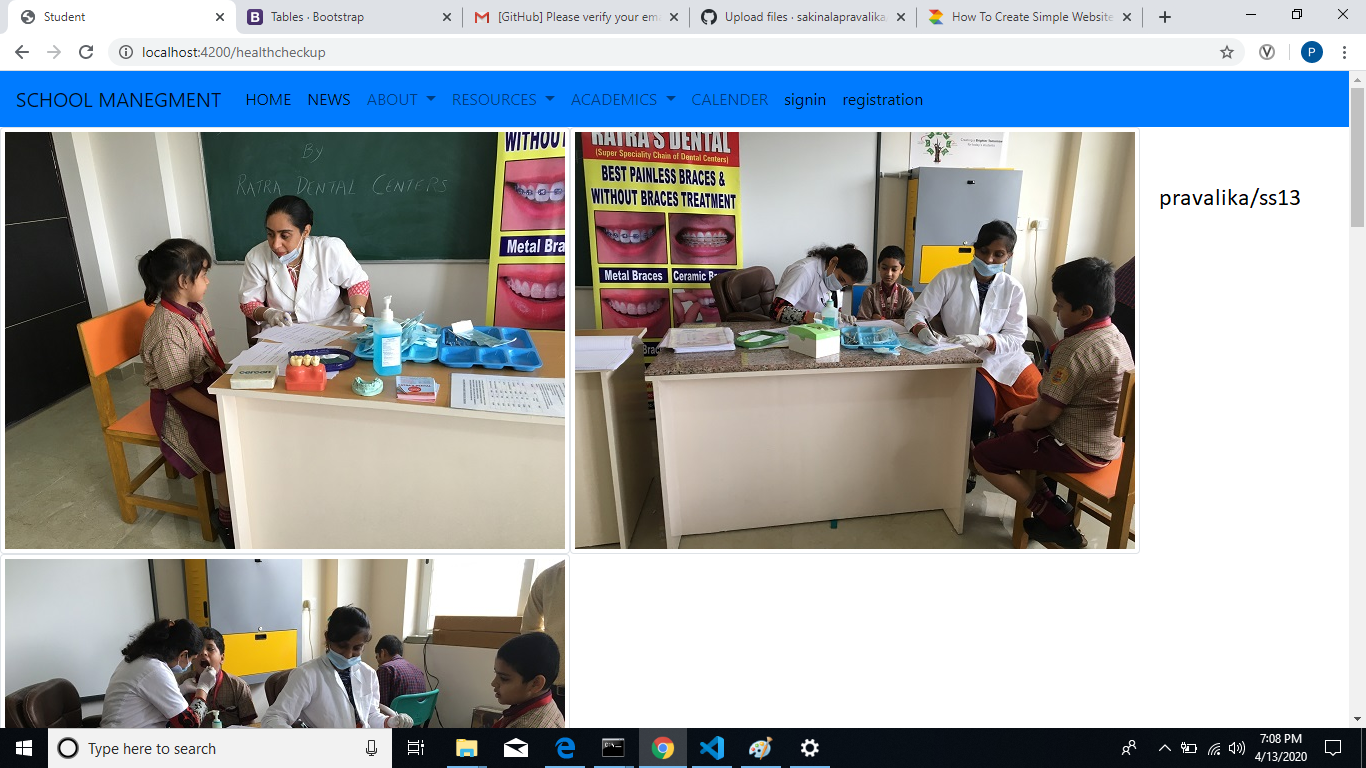 Student
Tables · Bootstrap
[GitHub] Please verify your ema
Upload files · sakinalapravalika
How To Create Simple Website
localhost:4200/healthcheckup
P
SCHOOL MANEGMENT
HOME
NEWS
ABOUT
RESOURCES
ACADEMICS
CALENDER
signin
registration
By
RATRA DENTAL CENTERS
WITHOUT
Metal Bra
RATRA'S DENTAL
(Super Speciality Chain of Dental Centers)
BEST PAINLESS BRACES &
WITHOUT BRACES TREATMENT
Metal Braces
Ceramic B
pravalika/ss13
Type here to search
7:08 PM
4/13/2020